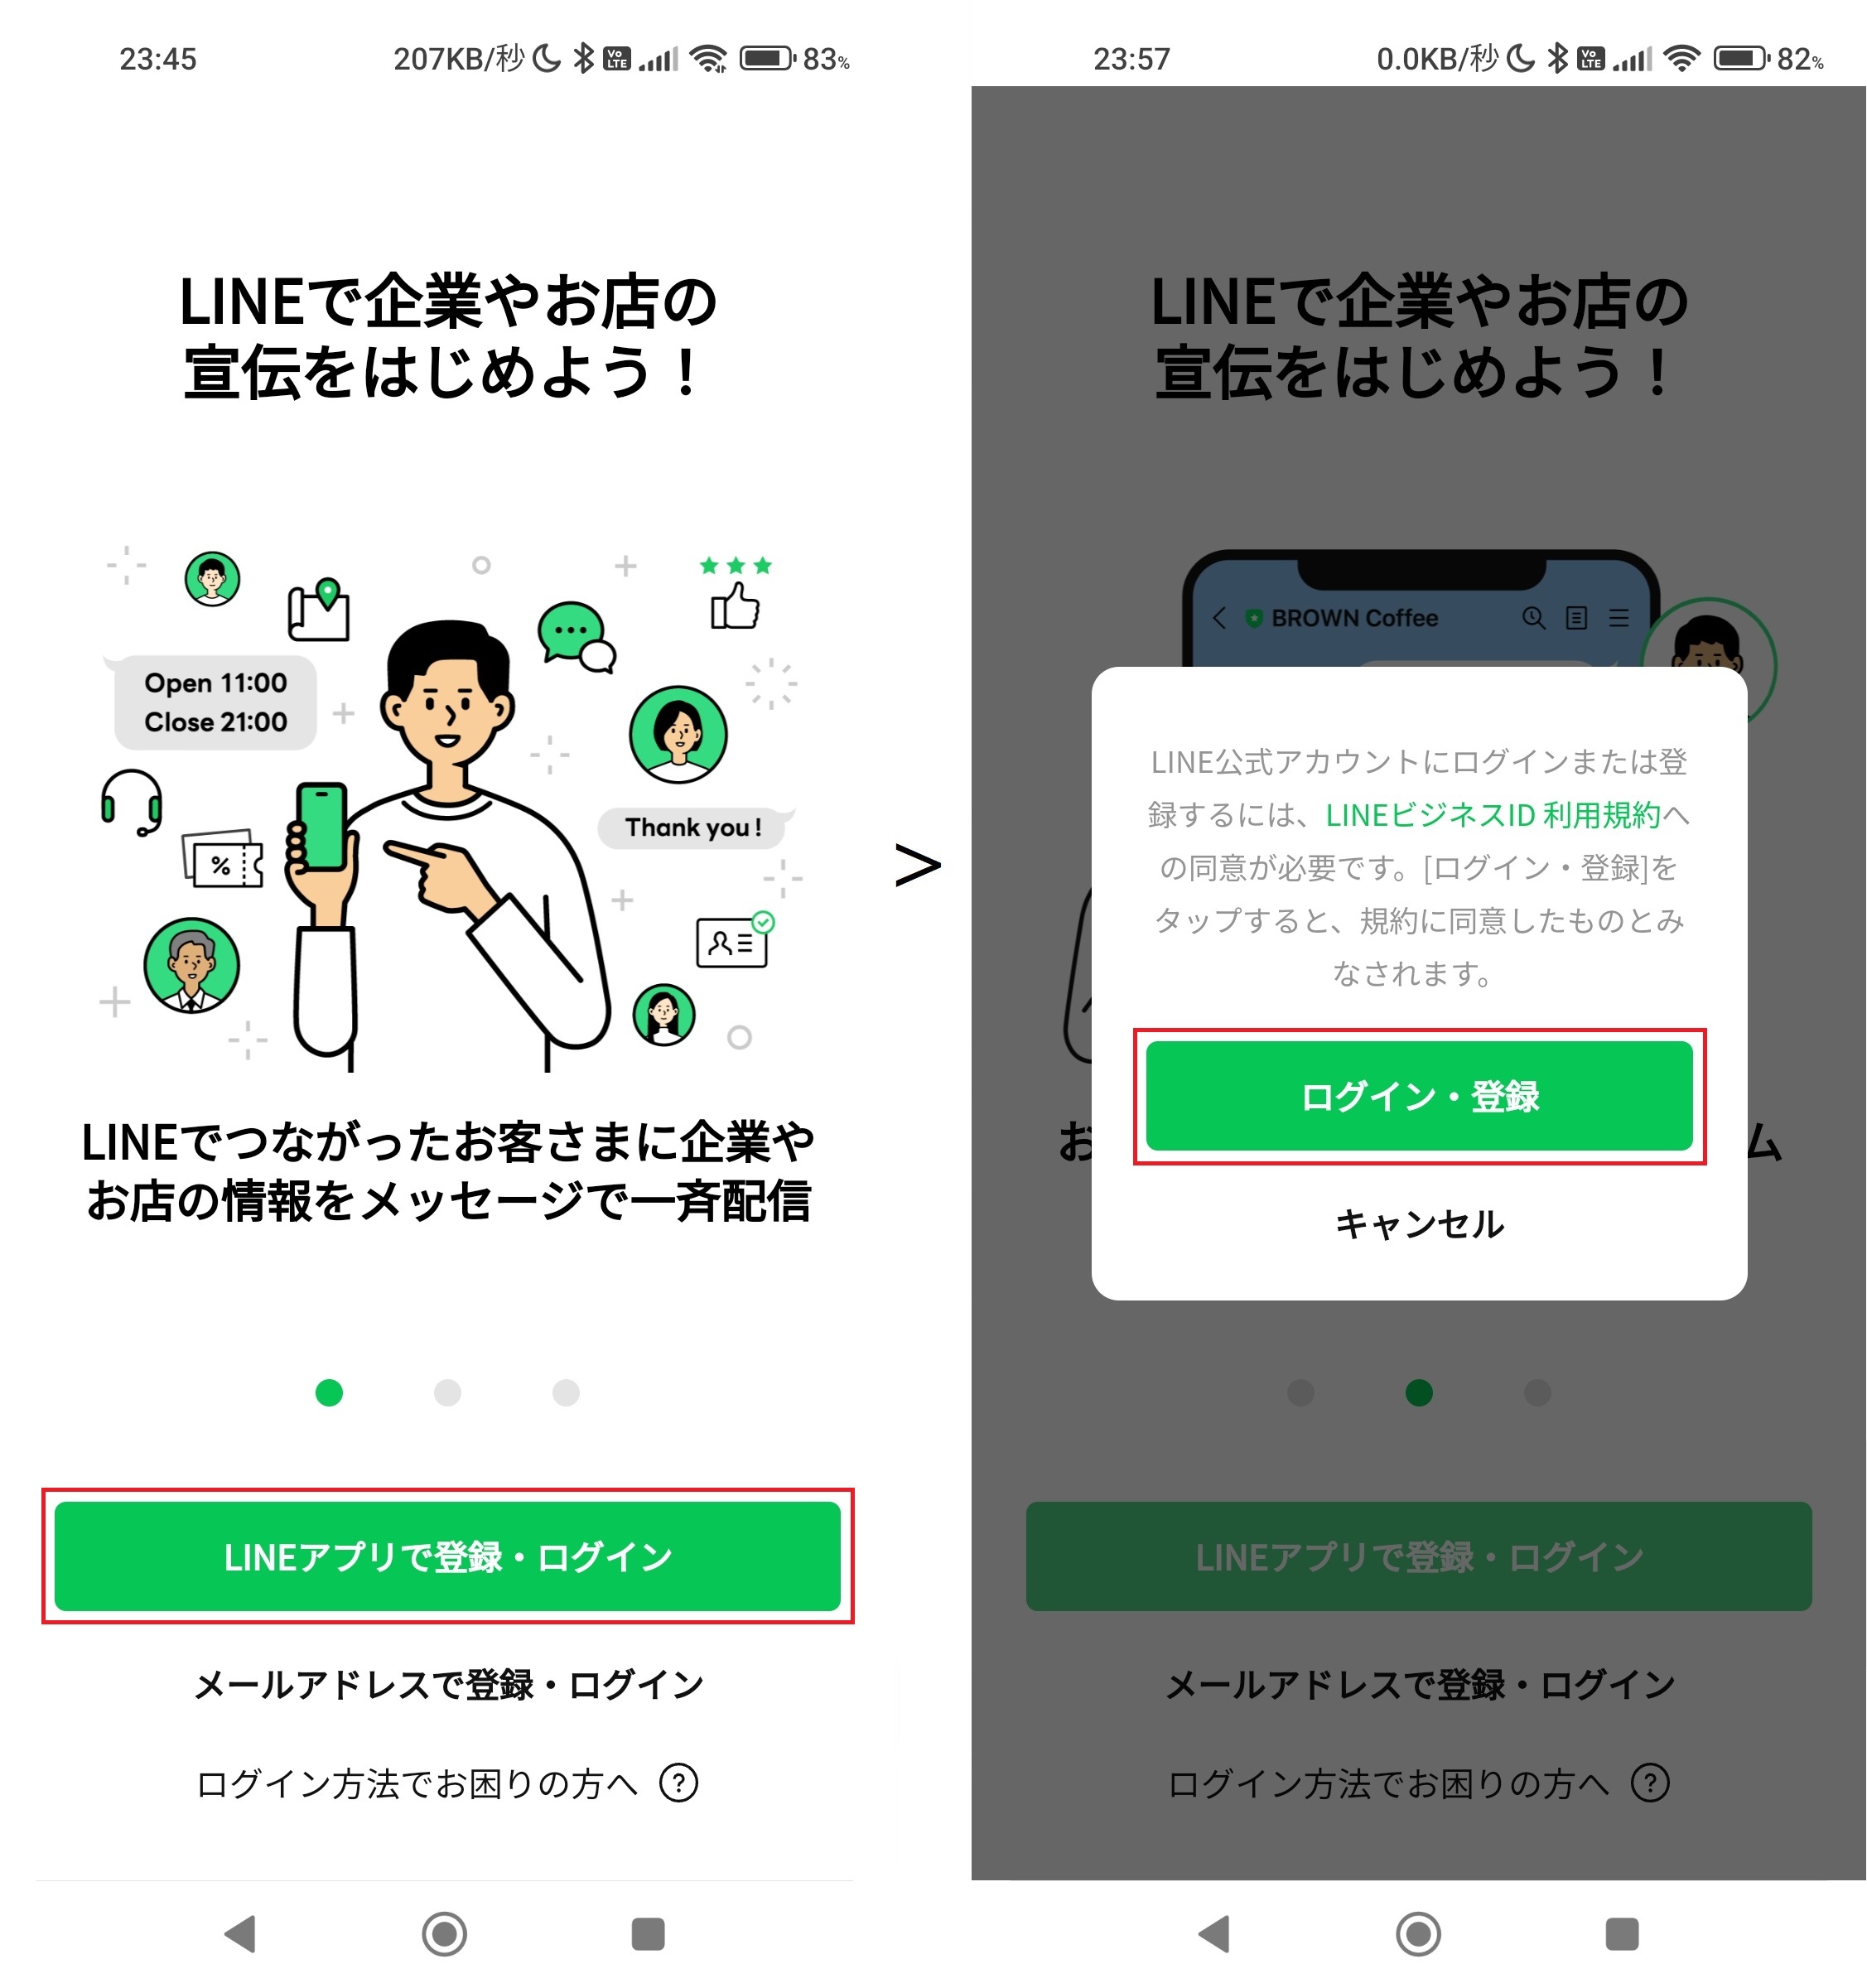 23:45
207KB/秒
Vo
LTE
83%
LINEで企業やお店の
宣伝をはじめよう！
Open 11:00
Close 21:00
Thank you !
%
LINEでつながったお客さまに企業や
お店の情報をメッセージで一斉配信
LINEアプリで登録・ログイン
メールアドレスで登録・ログイン
ログイン方法でお困りの方へ ?
>
23:57
0.0KB/秒
Vo
LTE
82%
LINEで企業やお店の
宣伝をはじめよう！
BROWN Coffee
LINE公式アカウントにログインまたは登
録するには、LINEビジネスID 利用規約へ
の同意が必要です。[ログイン・登録]を
タップすると、規約に同意したものとみ
なされます。
ログイン・登録
お
ム
キャンセル
LINEアプリで登録・ログイン
メールアドレスで登録・ログイン
ログイン方法でお困りの方へ ?